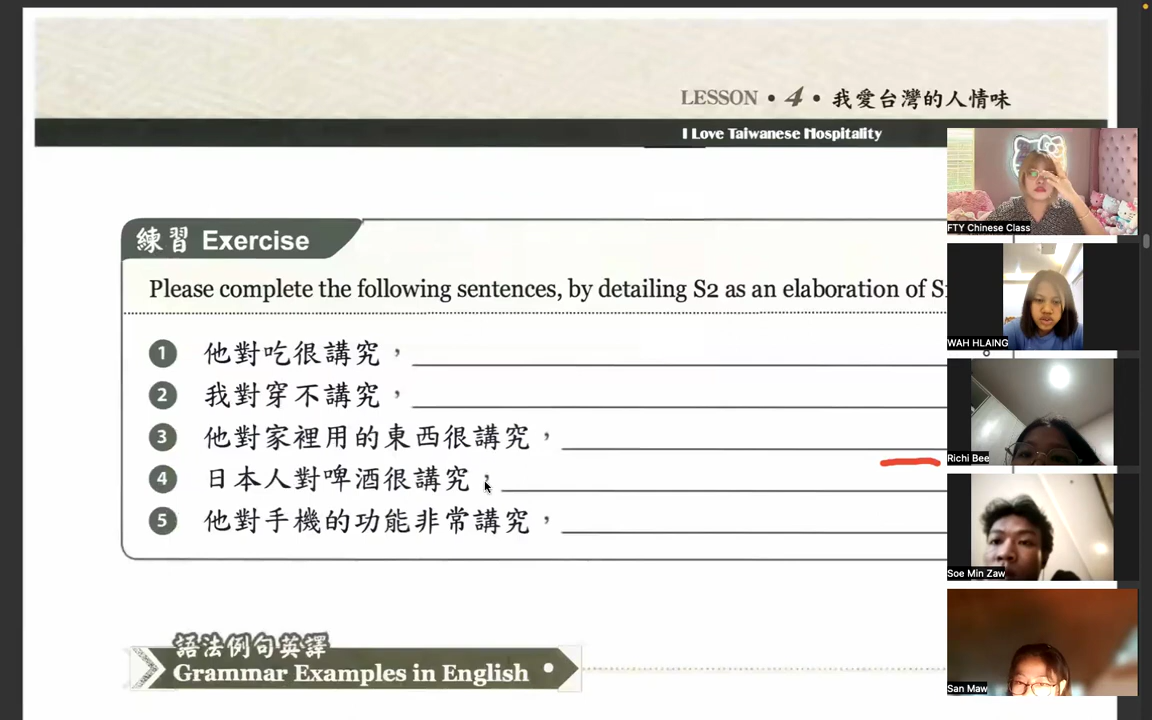 LESSON • 4 • 我愛台灣的人情味
I Love Taiwanese Hospitality
練習 Exercise
Please complete the following sentences, by detailing S2 as an elaboration of S
1 他對吃很講究，
2 我對穿不講究，
3 他對家裡用的東西很講究，
4 日本人對啤酒很講究，
5 他對手機的功能非常講究，
語法例句英譯
Grammar Examples in English
FTY Chinese Class
WAH HLAING
Richi Bee
Soe Min Zaw
San Maw